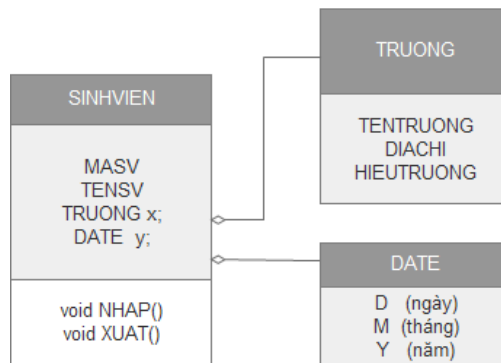 SINHVIEN
MASV
TENSV
TRUONG x;
DATE y;
void NHAP()
void XUAT()
TRUONG
TENTRUONG
DIACHI
HIEUTRUONG
DATE
D (ngày)
M (tháng)
Y (năm)